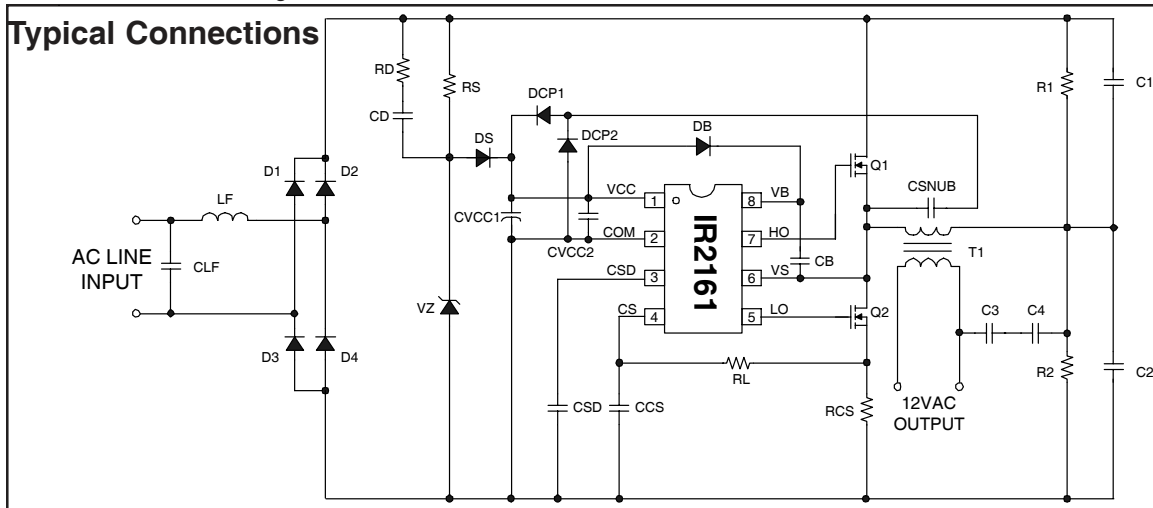 Typical Connections
RD
RS
CD
DS
DCP1
DCP2
DB
R1
C1
D1
D2
LF
AC LINE
INPUT
CLF
D3
D4
VZ
CVCC1
CVCC2
VCC
COM
CSD
CS
1
2
3
4
IR2161
8
7
6
5
VB
HO
VS
LO
CB
Q1
Q2
CSNUB
T1
C3
C4
R2
C2
12VAC
OUTPUT
RL
CSD
CCS
RCS